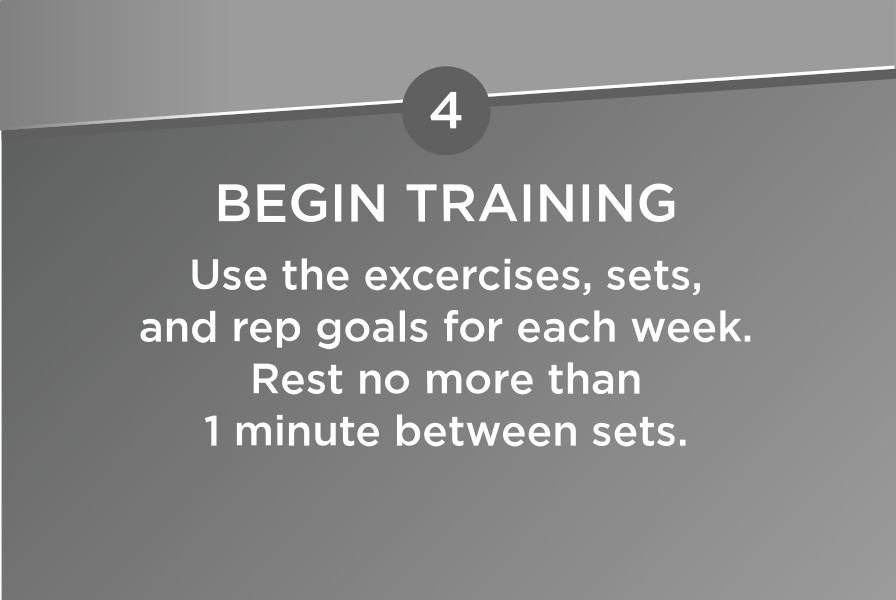 4
BEGIN TRAINING
Use the excercises, sets,
and rep goals for each week.
Rest no more than
1 minute between sets.